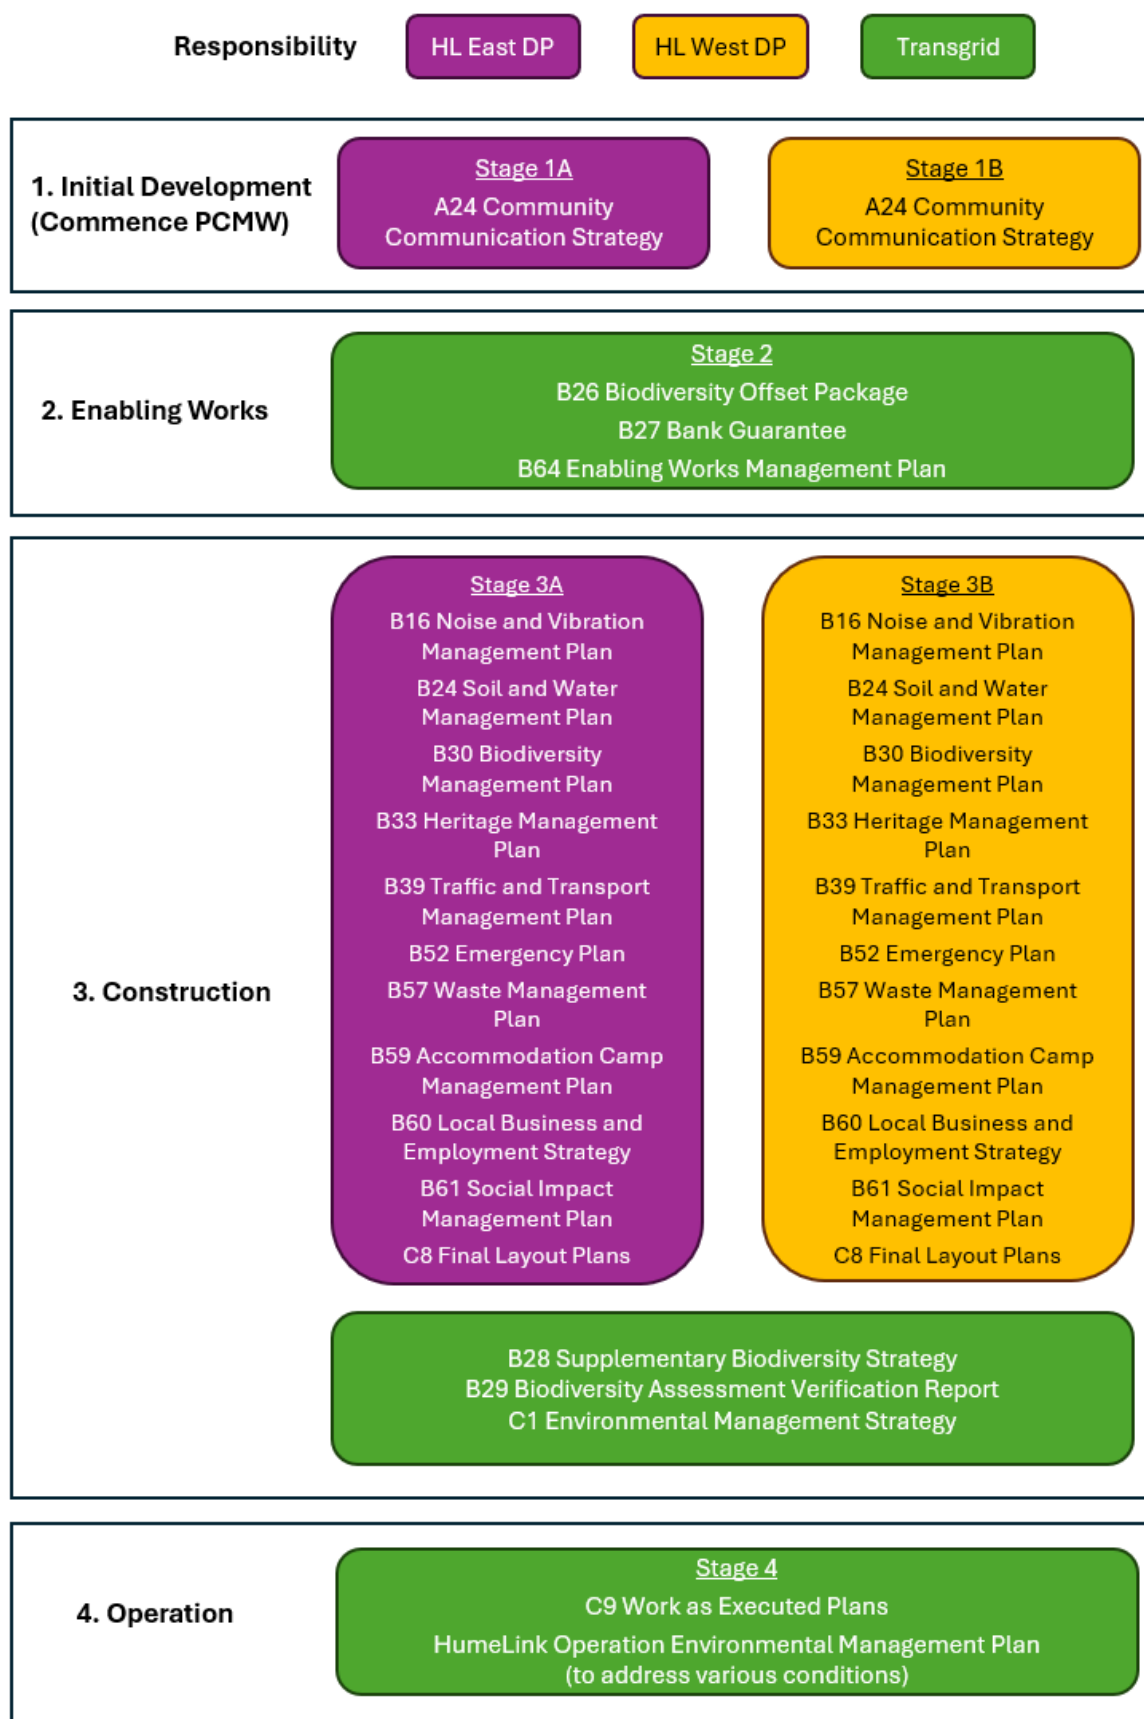 Responsibility
HL East DP
HL West DP
Transgrid
1. Initial Development
(Commence PCMW)
Stage 1A
A24 Community
Communication Strategy
Stage 1B
A24 Community
Communication Strategy
2. Enabling Works
Stage 2
B26 Biodiversity Offset Package
B27 Bank Guarantee
B64 Enabling Works Management Plan
3. Construction
Stage 3A
B16 Noise and Vibration
Management Plan
B24 Soil and Water
Management Plan
B30 Biodiversity
Management Plan
B33 Heritage Management
Plan
B39 Traffic and Transport
Management Plan
B52 Emergency Plan
B57 Waste Management
Plan
B59 Accommodation Camp
Management Plan
B60 Local Business and
Employment Strategy
B61 Social Impact
Management Plan
C8 Final Layout Plans
Stage 3B
B16 Noise and Vibration
Management Plan
B24 Soil and Water
Management Plan
B30 Biodiversity
Management Plan
B33 Heritage Management
Plan
B39 Traffic and Transport
Management Plan
B52 Emergency Plan
B57 Waste Management
Plan
B59 Accommodation Camp
Management Plan
B60 Local Business and
Employment Strategy
B61 Social Impact
Management Plan
C8 Final Layout Plans
B28 Supplementary Biodiversity Strategy
B29 Biodiversity Assessment Verification Report
C1 Environmental Management Strategy
4. Operation
Stage 4
C9 Work as Executed Plans
HumeLink Operation Environmental Management Plan
(to address various conditions)